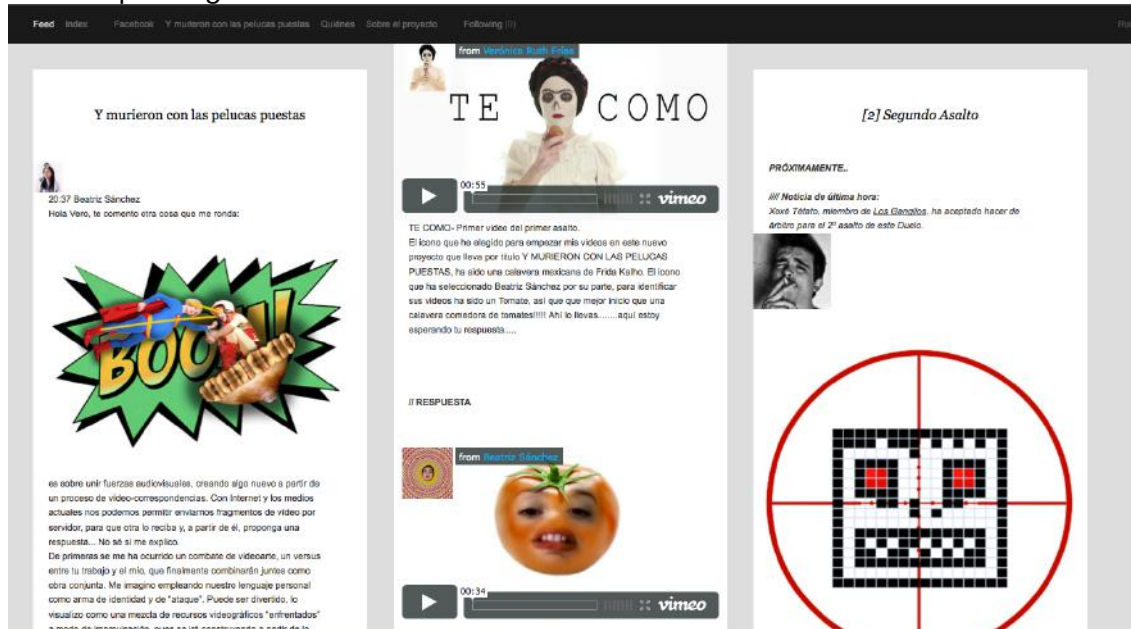 Feed Index Facebook Y murieron con las pelucas puestas Quiénes Sobre el proyecto Following (0)
Y murieron con las pelucas puestas
20:37 Beatriz Sánchez
Hola Vero, te comento otra cosa que me ronda:
BOO
es sobre unir fuerzas audiovisuales, creando algo nuevo a partir de
un proceso de video-correspondencias. Con Internet y los medios
actuales nos podemos permitir enviarnos fragmentos de vídeo por
servidor, para que otra lo reciba y, a partir de él, proponga una
respuesta... No sé si me explico.
De primeras se me ha ocurrido un combate de videoarte, un versus
entre tu trabajo y el mío, que finalmente combinarán juntos como
obra conjunta. Me imagino empleando nuestro lenguaje personal
como arma de identidad y de "ataque". Puede ser divertido, lo
visualizo como una mezcla de recursos videográficos "enfrentados"
from Verónica Ruth Frías
TE COMO
00:55
vimeo
TE COMO- Primer video del primer asalto.
El icono que he elegido para empezar mis videos en este nuevo
proyecto que lleva por título Y MURIERON CON LAS PELUCAS
PUESTAS, ha sido una calavera mexicana de Frida Kalho. El ícono
que ha seleccionado Beatriz Sánchez por su parte, para identificar
sus videos ha sido un Tomate, asi que que mejor inicio que una
calavera comedora de tomates!!!!! Ahí lo llevas.......aquí estoy
esperando tu respuesta.....
// RESPUESTA
from Beatriz Sánchez
00:34
vimeo
[2] Segundo Asalto
PRÓXIMAMENTE..
//// Noticia de última hora:
Xoxé Tétano, miembro de Los Ganglios, ha aceptado hacer de
árbitro para el 2º asalto de este Duelo.